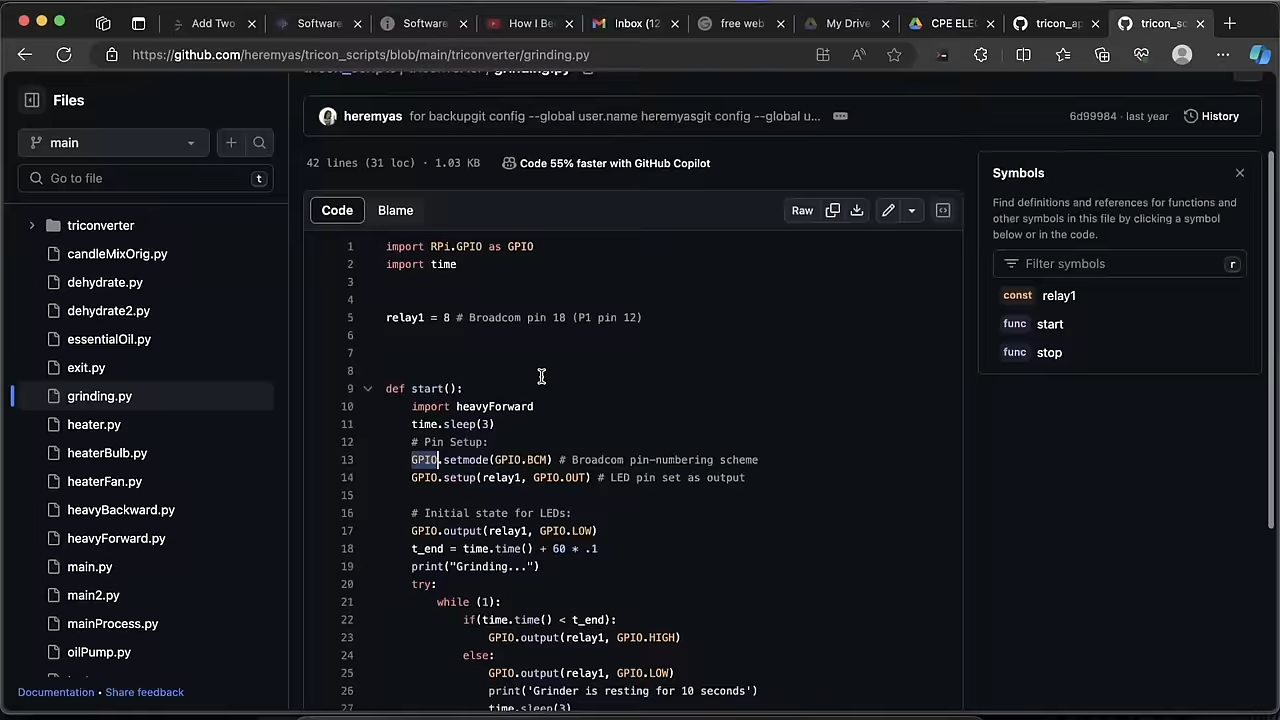 Add Two
Software
Software
How I Be
Inbox (12
free web
My Drive
CPE ELEC
tricon_ap
tricon_sc
https://github.com/heremyas/tricon_scripts/blob/main/triconverter/grinding.py
Files
main
Go to file
t
triconverter
candleMixOrig.py
dehydrate.py
dehydrate2.py
essentialOil.py
exit.py
grinding.py
heater.py
heaterBulb.py
heaterFan.py
heavyBackward.py
heavyForward.py
main.py
main2.py
mainProcess.py
oilPump.py
Documentation • Share feedback
heremyas for backupgit config --global user.name heremyasgit config --global u...
6d99984 · last year
History
42 lines (31 loc) · 1.03 KB
Code 55% faster with GitHub Copilot
Code
Blame
Raw
1 import RPi.GPIO as GPIO
2 import time
3
4
5 relay1 = 8 # Broadcom pin 18 (P1 pin 12)
6
7
8
9 def start():
10 import heavyForward
11 time.sleep(3)
12 # Pin Setup:
13 GPIO.setmode(GPIO.BCM) # Broadcom pin-numbering scheme
14 GPIO.setup(relay1, GPIO.OUT) # LED pin set as output
15
16 # Initial state for LEDs:
17 GPIO.output(relay1, GPIO.LOW)
18 t_end = time.time() + 60 * .1
19 print("Grinding...")
20 try:
21 while (1):
22 if(time.time() < t_end):
23 GPIO.output(relay1, GPIO.HIGH)
24 else:
25 GPIO.output(relay1, GPIO.LOW)
26 print('Grinder is resting for 10 seconds')
27 time.sleep(3)
Symbols
Find definitions and references for functions and
other symbols in this file by clicking a symbol
below or in the code.
Filter symbols
r
const relay1
func start
func stop